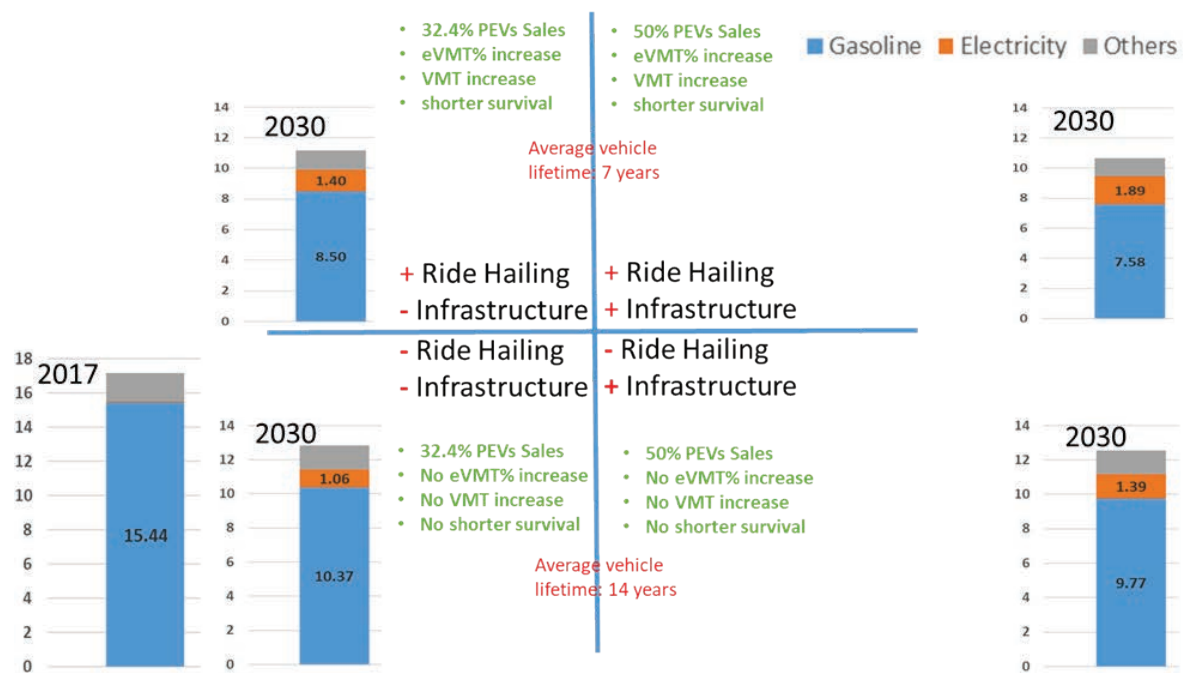 • 32.4% PEVs Sales
• eVMT% increase
• VMT increase
• shorter survival
• 50% PEVs Sales
• eVMT% increase
• VMT increase
• shorter survival
Gasoline Electricity Others
14
12
10
8
6
4
2
0
2030
1.40
8.50
Average vehicle
lifetime: 7 years
14
12
10
8
6
4
2
0
2030
1.89
7.58
+ Ride Hailing
- Infrastructure
+ Ride Hailing
+ Infrastructure
- Ride Hailing
- Infrastructure
- Ride Hailing
+ Infrastructure
18
16
14
12
10
8
6
4
2
0
2017
15.44
14
12
10
8
6
4
2
0
2030
1.06
10.37
• 32.4% PEVs Sales
• No eVMT% increase
• No VMT increase
• No shorter survival
• 50% PEVs Sales
• No eVMT% increase
• No VMT increase
• No shorter survival
Average vehicle
lifetime: 14 years
14
12
10
8
6
4
2
0
2030
1.39
9.77